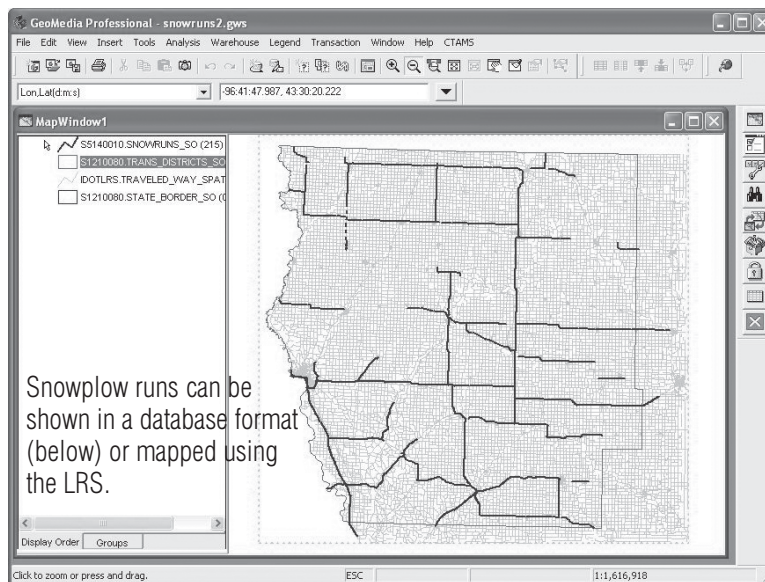 GeoMedia Professional - snowruns2.gws
File Edit View Insert Tools Analysis Warehouse Legend Transaction Window Help CTAMS
Lon,Lat(d:m:s)
-96:41:47.987, 43:30:20.222
MapWindow1
S5140010.SNOWRUNS_SO (215)
S1210080.TRANS_DISTRICTS_SO
IDOTLRS.TRAVELED_WAY_SPAT
S1210080.STATE_BORDER_SO (
Snowplow runs can be
shown in a database format
(below) or mapped using
the LRS.
Display Order Groups
Click to zoom or press and drag.
ESC
1:1,616,918